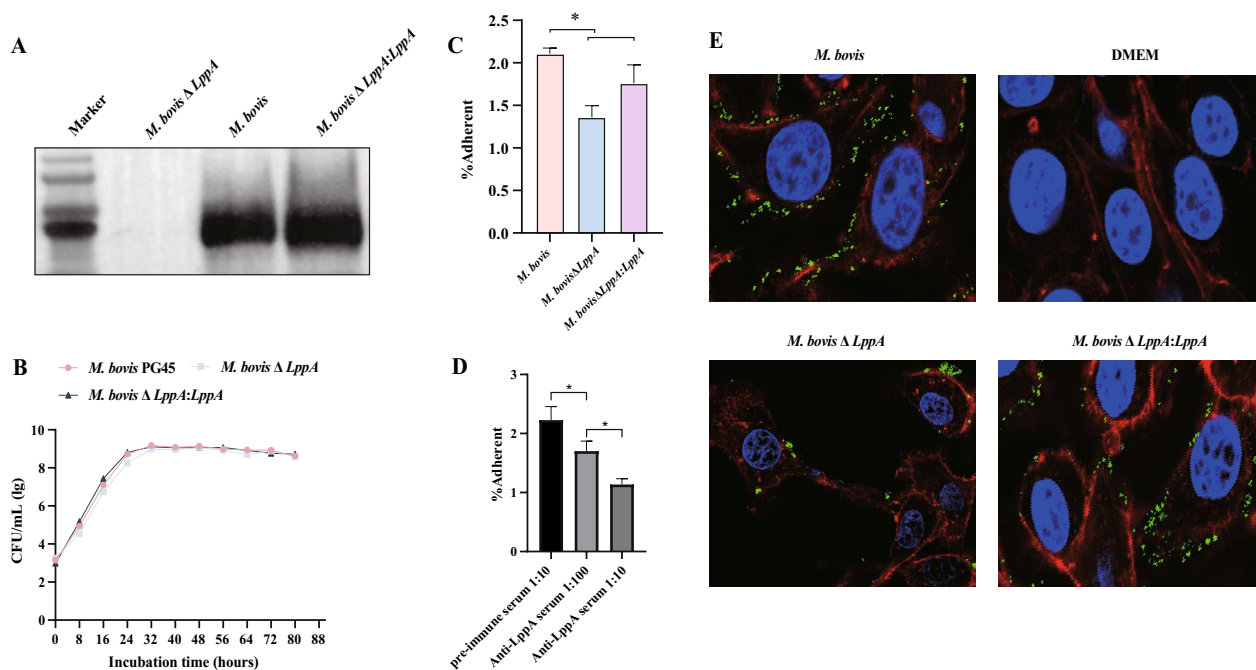 A
Marker
M. bovis Δ LppA
M. bovis
M. bovis Δ LppA:LppA
B
M. bovis PG45
M. bovis Δ LppA
M. bovis Δ LppA:LppA
CFU/mL (lg)
10
8
6
4
2
0
0 8 16 24 32 40 48 56 64 72 80 88
Incubation time (hours)
C
*
%Adherent
2.5
2.0
1.5
1.0
0.5
0.0
M. bovis
M. bovisΔLppA
M. bovisΔLppA:LppA
D
*
*
%Adherent
3
2
1
0
pre-immune serum 1:10
Anti-LppA serum 1:100
Anti-LppA serum 1:10
E
M. bovis
DMEM
M. bovis Δ LppA
M. bovis Δ LppA:LppA